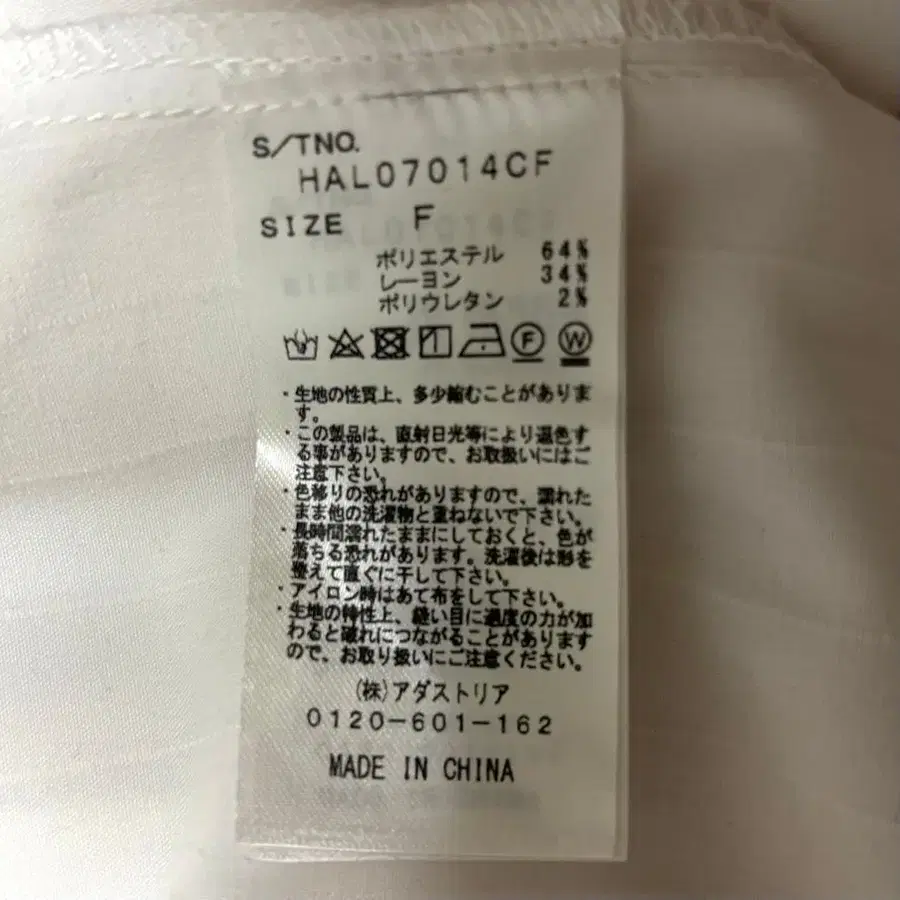 S/TNO.
HAL07014CF
SIZE F
ポリエステル 64%
レーヨン 34%
ポリウレタン 2%
F W
・生地の性質上、多少縮むことがありま
す。
・この製品は、直射日光等により退色す
る事がありますので、お取扱いにはご
注意下さい。
・色移りの恐れがありますので、濡れた
まま他の洗濯物と重ねないで下さい。
・長時間濡れたままにしておくと、色が
落ちる恐れがあります。洗濯後は形を
整えて直ぐに干して下さい。
・アイロン時はあて布をして下さい。
・生地の特性上、縫い目に過度の力が加
わると破れにつながることがあります
ので、お取り扱いにご注意ください。
(株)アダストリア
0120-601-162
MADE IN CHINA